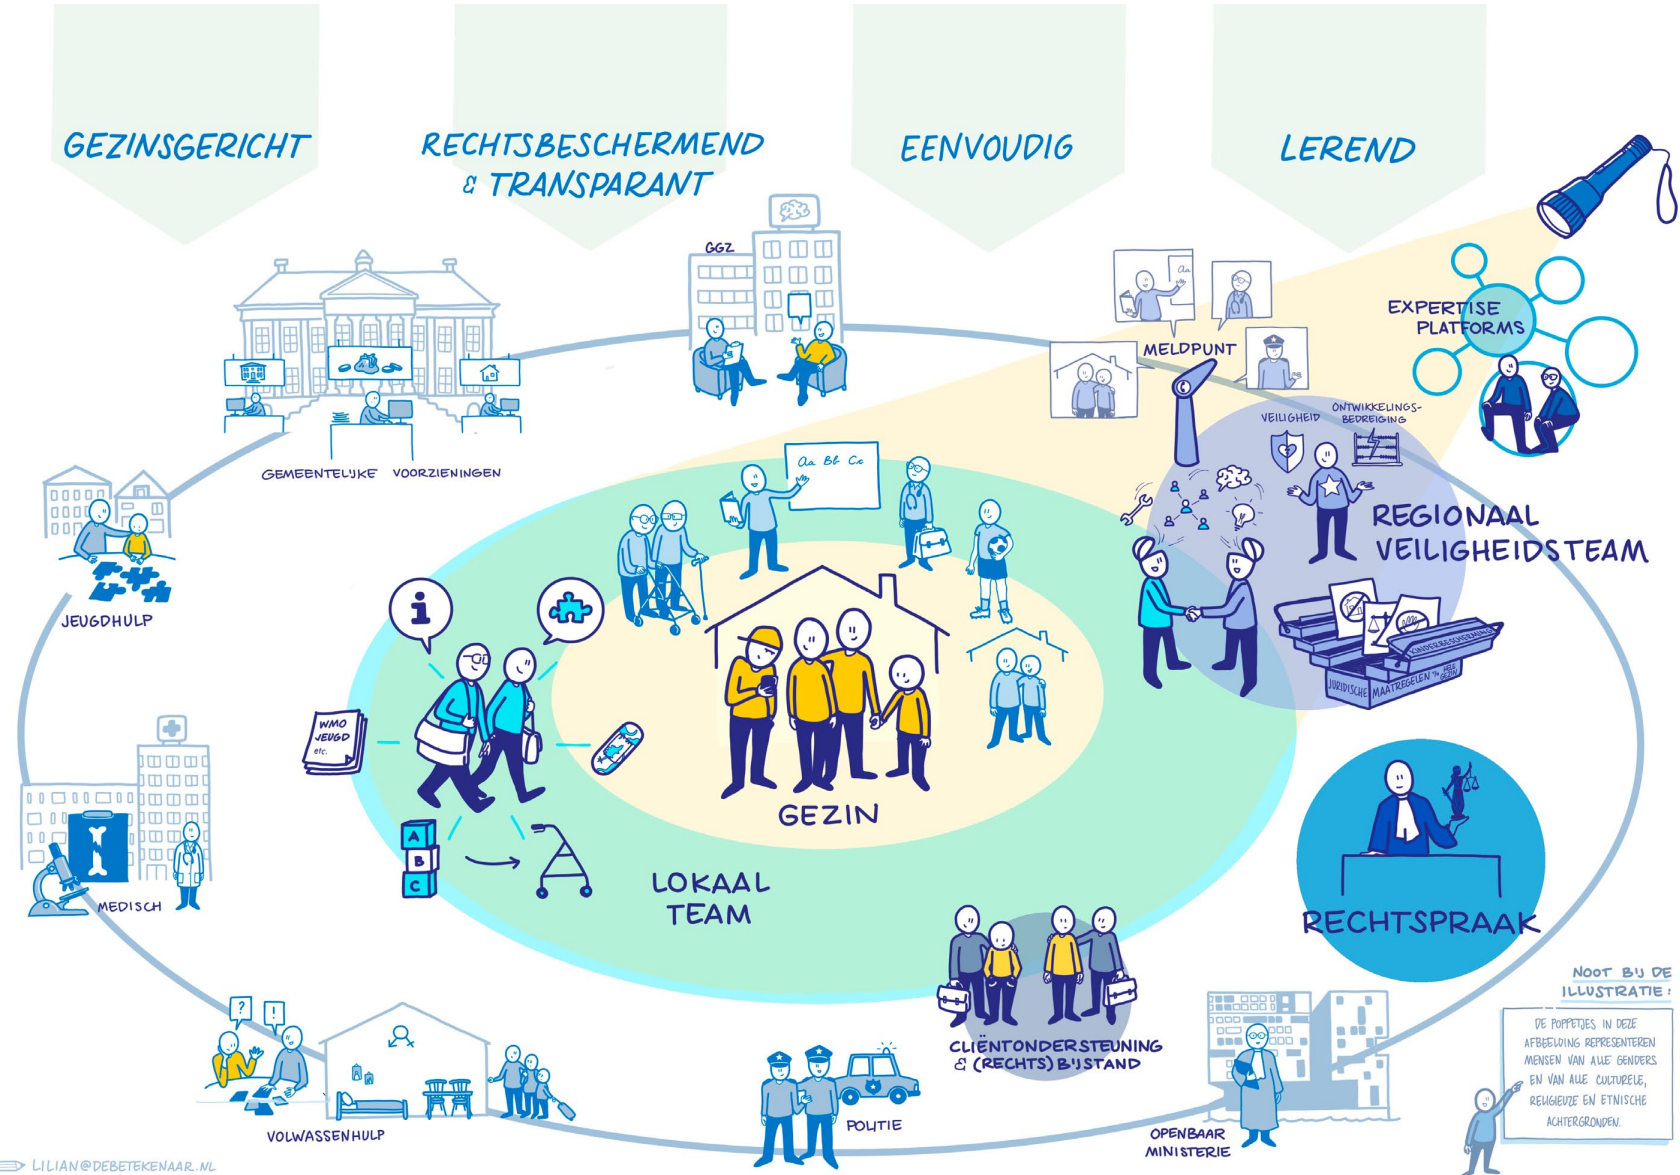 GEZINSGERICHT
RECHTSBESCHERMEND
& TRANSPARANT
EENVOUDIG
LEREND
GGZ
GEMEENTELIJKE VOORZIENINGEN
MELDPUNT
Aa
EXPERTISE
PLATFORMS
VEILIGHEID
ONTWIKKELINGS-
BEDREIGING
REGIONAAL
VEILIGHEIDSTEAM
KINDERBESCHERMING
JURIDISCHE MAATREGELEN
HELE
GEZIN
JEUGDHULP
Aa Bb Cc
i
WMO
JEUGD
etc.
A
B
C
GEZIN
LOKAAL
TEAM
MEDISCH
RECHTSPRAAK
CLIËNTONDERSTEUNING
& (RECHTS) BIJSTAND
?
!
VOLWASSENHULP
POLITIE
OPENBAAR
MINISTERIE
NOOT BIJ DE
ILLUSTRATIE:
DE POPPETJES IN DEZE
AFBEELDING REPRESENTEREN
MENSEN VAN ALLE GENDERS
EN VAN ALLE CULTURELE,
RELIGIEUZE EN ETNISCHE
ACHTERGRONDEN.
LILIAN@DEBETEKENAAR.NL